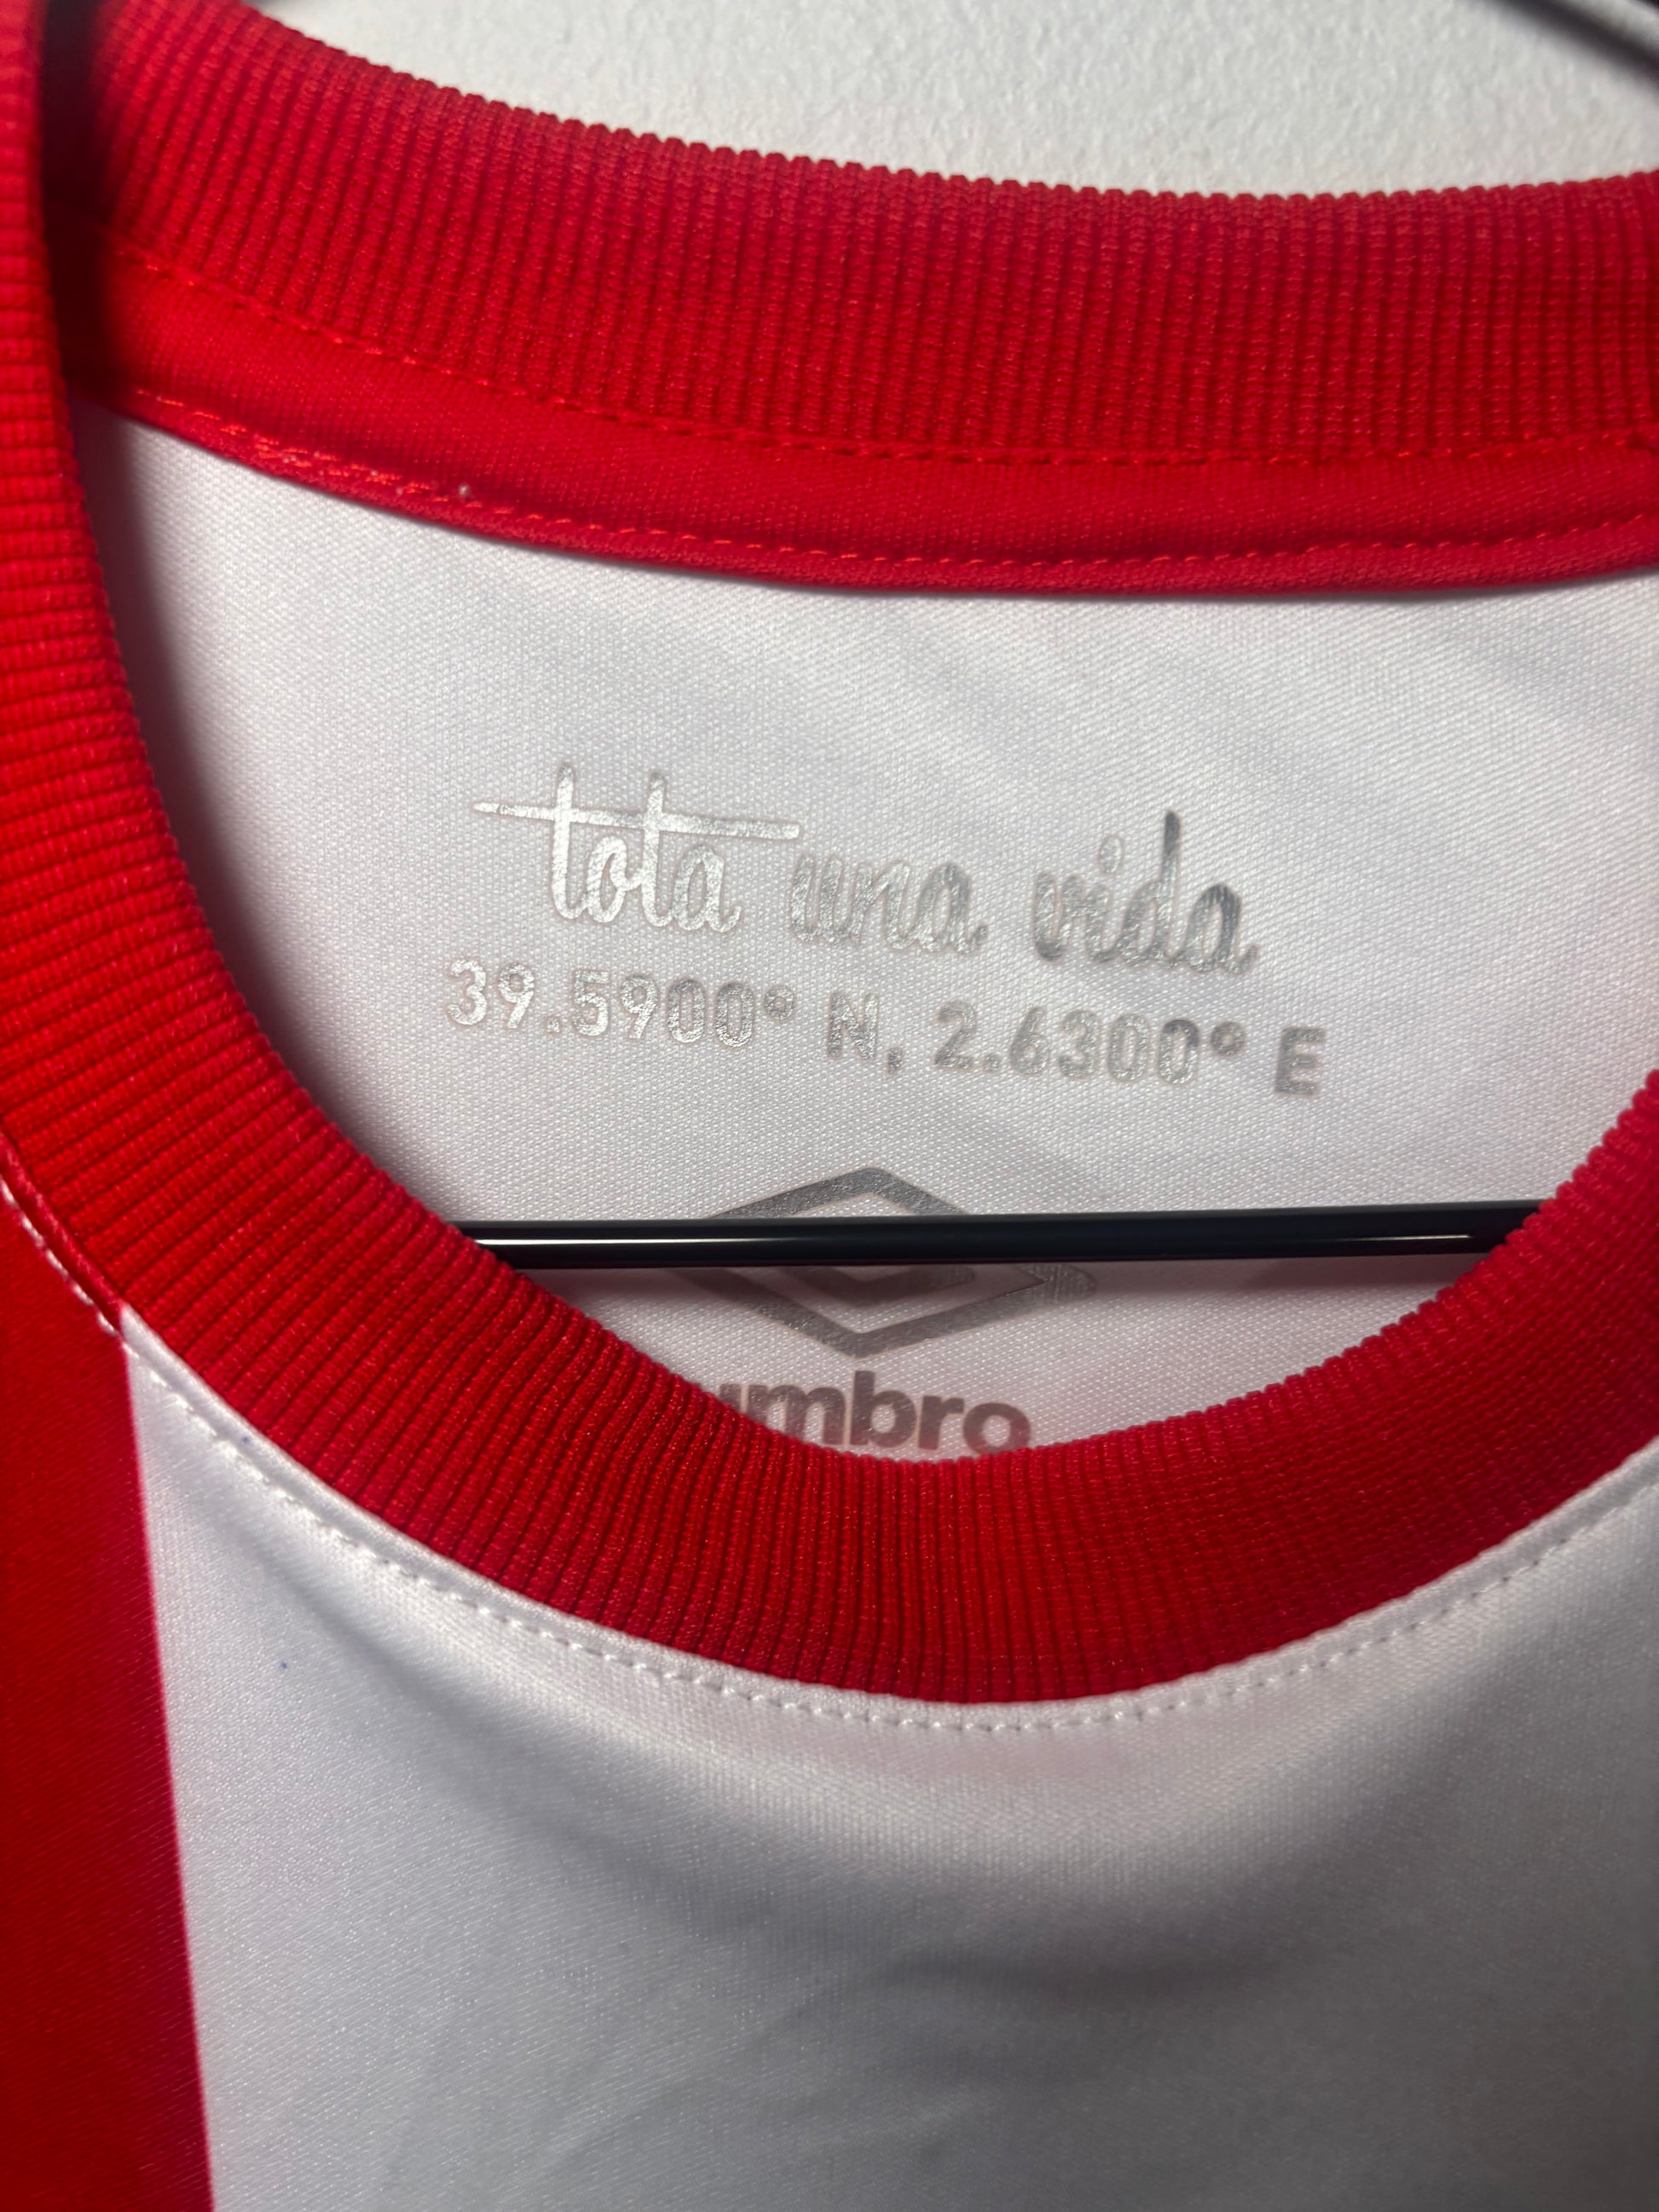 tota una vida
39.5900° N, 2.6300° E
umbro